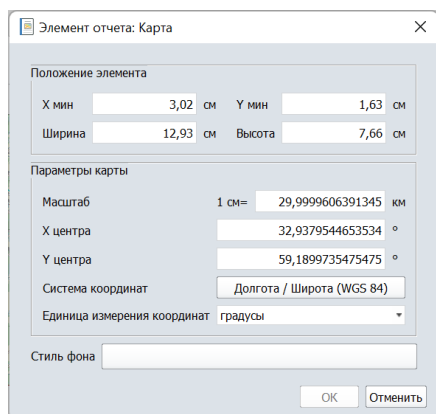 Элемент отчета: Карта
Положение элемента
X мин 3,02 см Y мин 1,63 см
Ширина 12,93 см Высота 7,66 см
Параметры карты
Масштаб 1 см= 29,9999606391345 км
X центра 32,9379544653534 °
Y центра 59,1899735475475 °
Система координат Долгота / Широта (WGS 84)
Единица измерения координат градусы
Стиль фона
OK Отменить